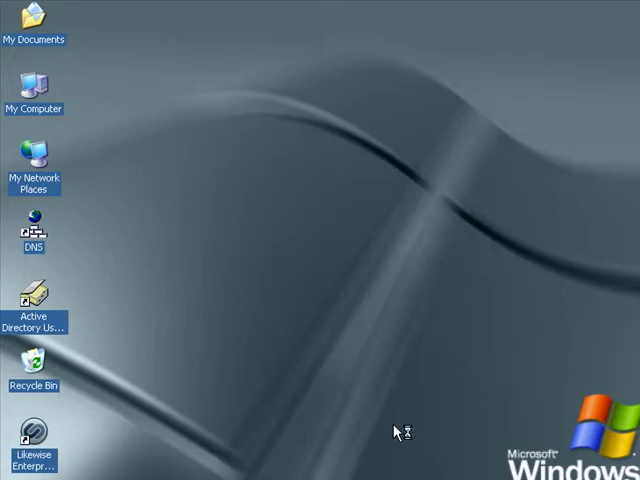 My Documents
My Computer
My Network
Places
DNS
Active
Directory Us...
Recycle Bin
Likewise
Enterpr...
Microsoft®
Windows